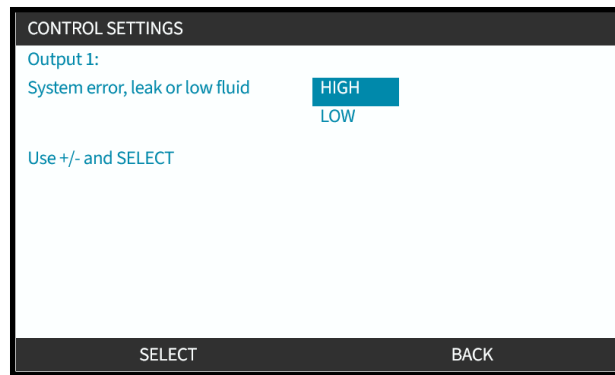 CONTROL SETTINGS
Output 1:
System error, leak or low fluid HIGH
LOW
Use +/- and SELECT
SELECT BACK